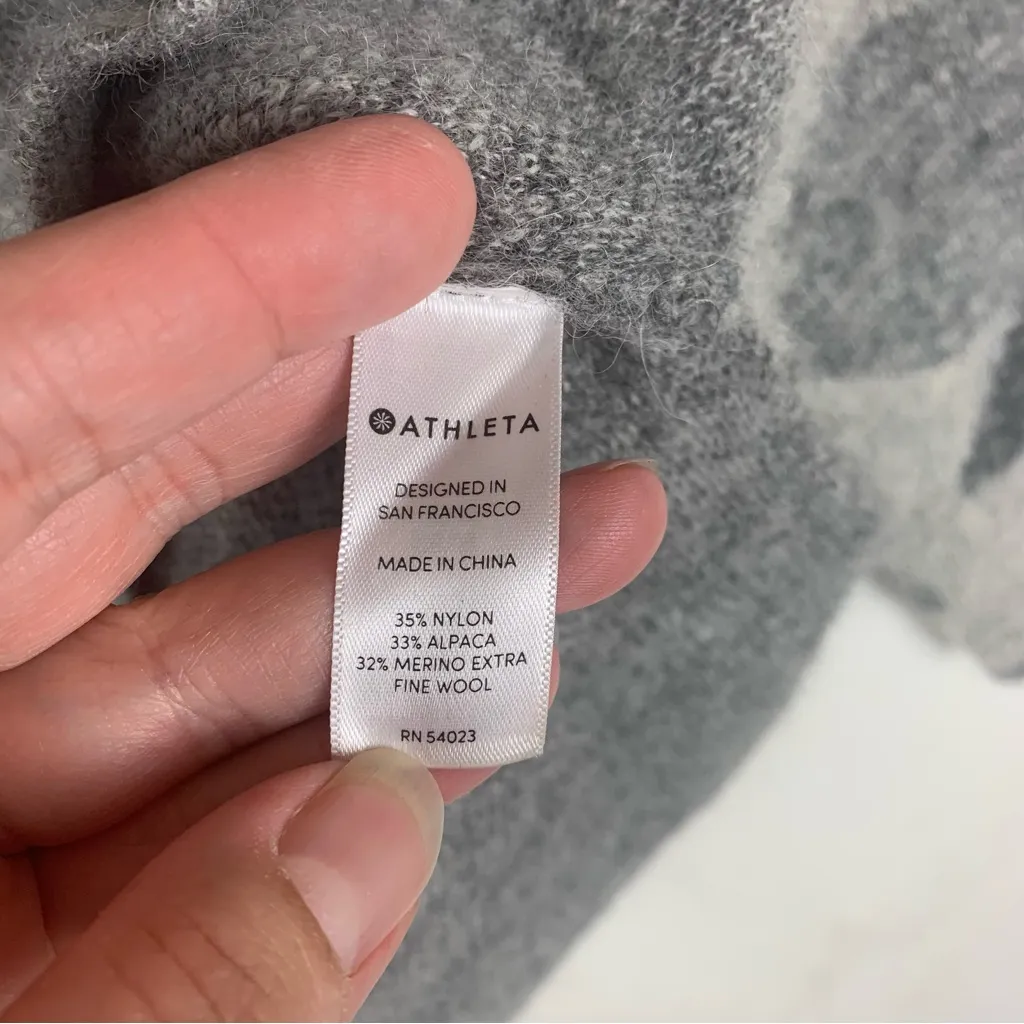 ATHLETA
DESIGNED IN
SAN FRANCISCO
MADE IN CHINA
35% NYLON
33% ALPACA
32% MERINO EXTRA
FINE WOOL
RN 54023